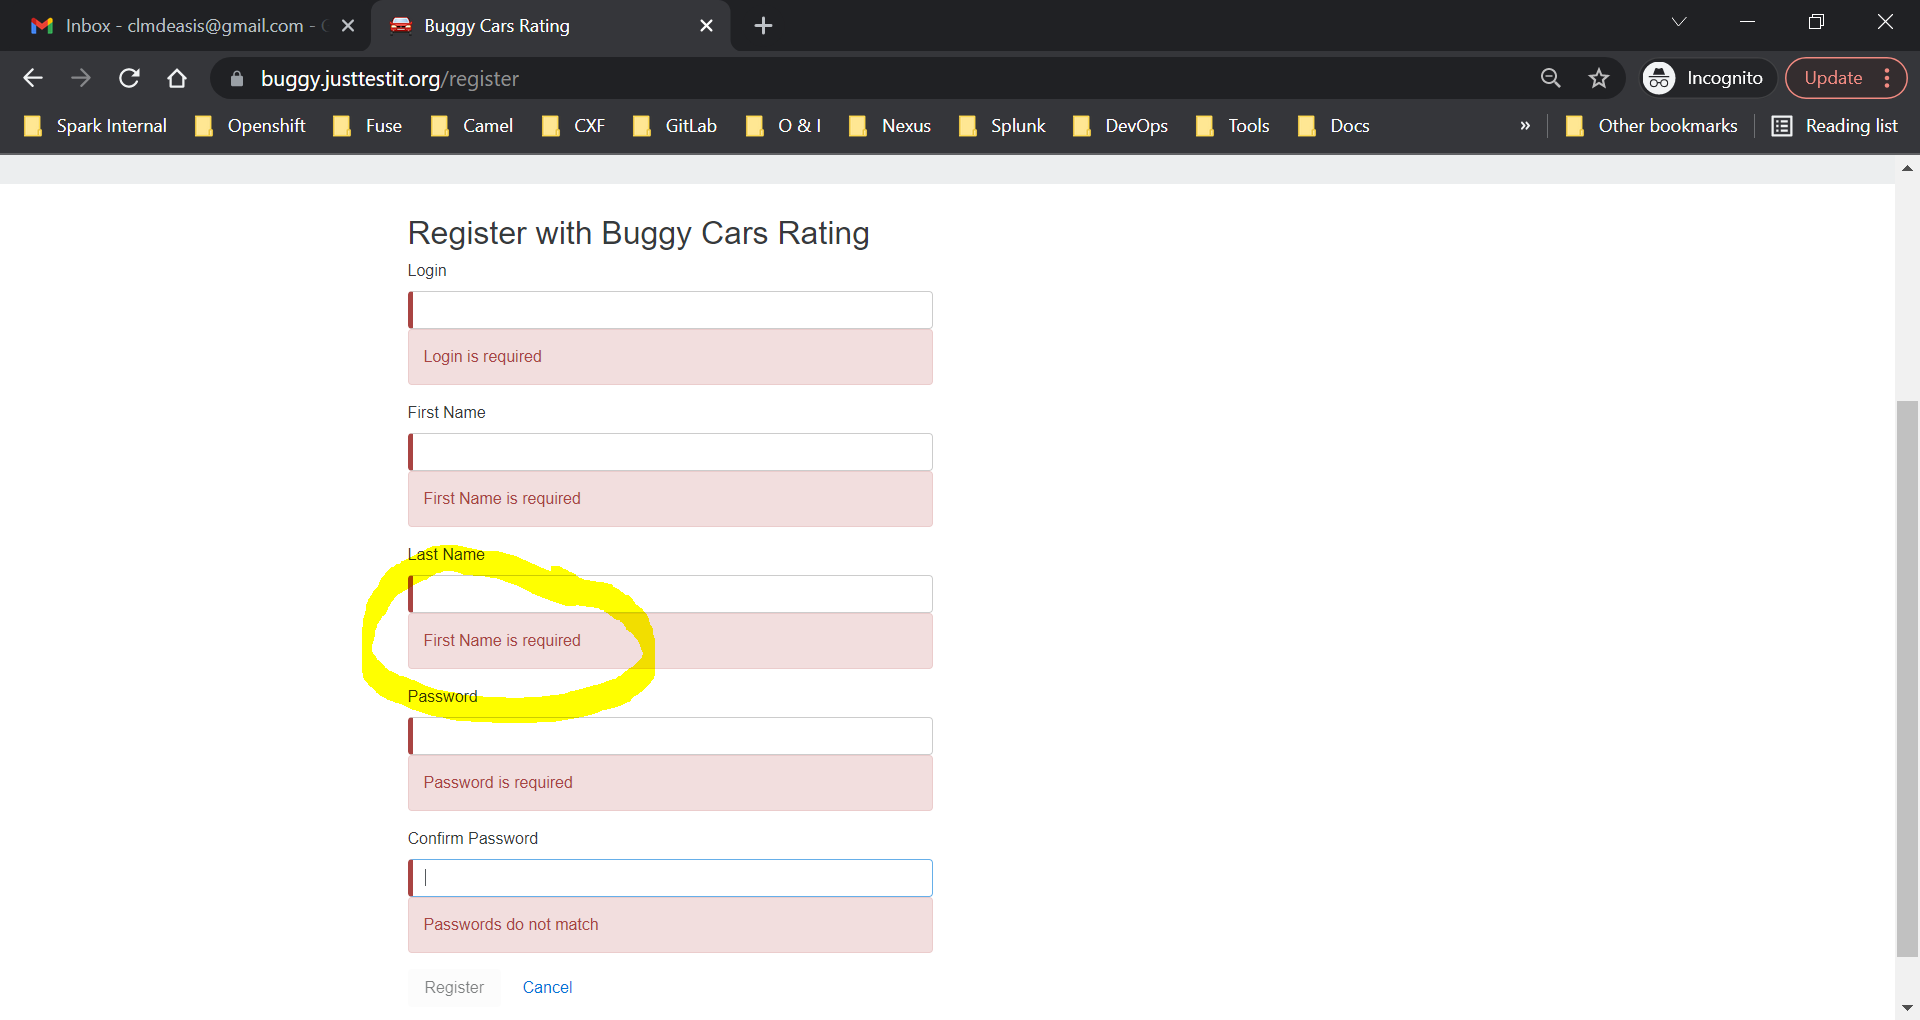 Inbox - clmdeasis@gmail.com -
Buggy Cars Rating
buggy.justtestit.org/register
Incognito
Update
Spark Internal
Openshift
Fuse
Camel
CXF
GitLab
O & I
Nexus
Splunk
DevOps
Tools
Docs
»
Other bookmarks
Reading list
Register with Buggy Cars Rating
Login
Login is required
First Name
First Name is required
Last Name
First Name is required
Password
Password is required
Confirm Password
Passwords do not match
Register
Cancel